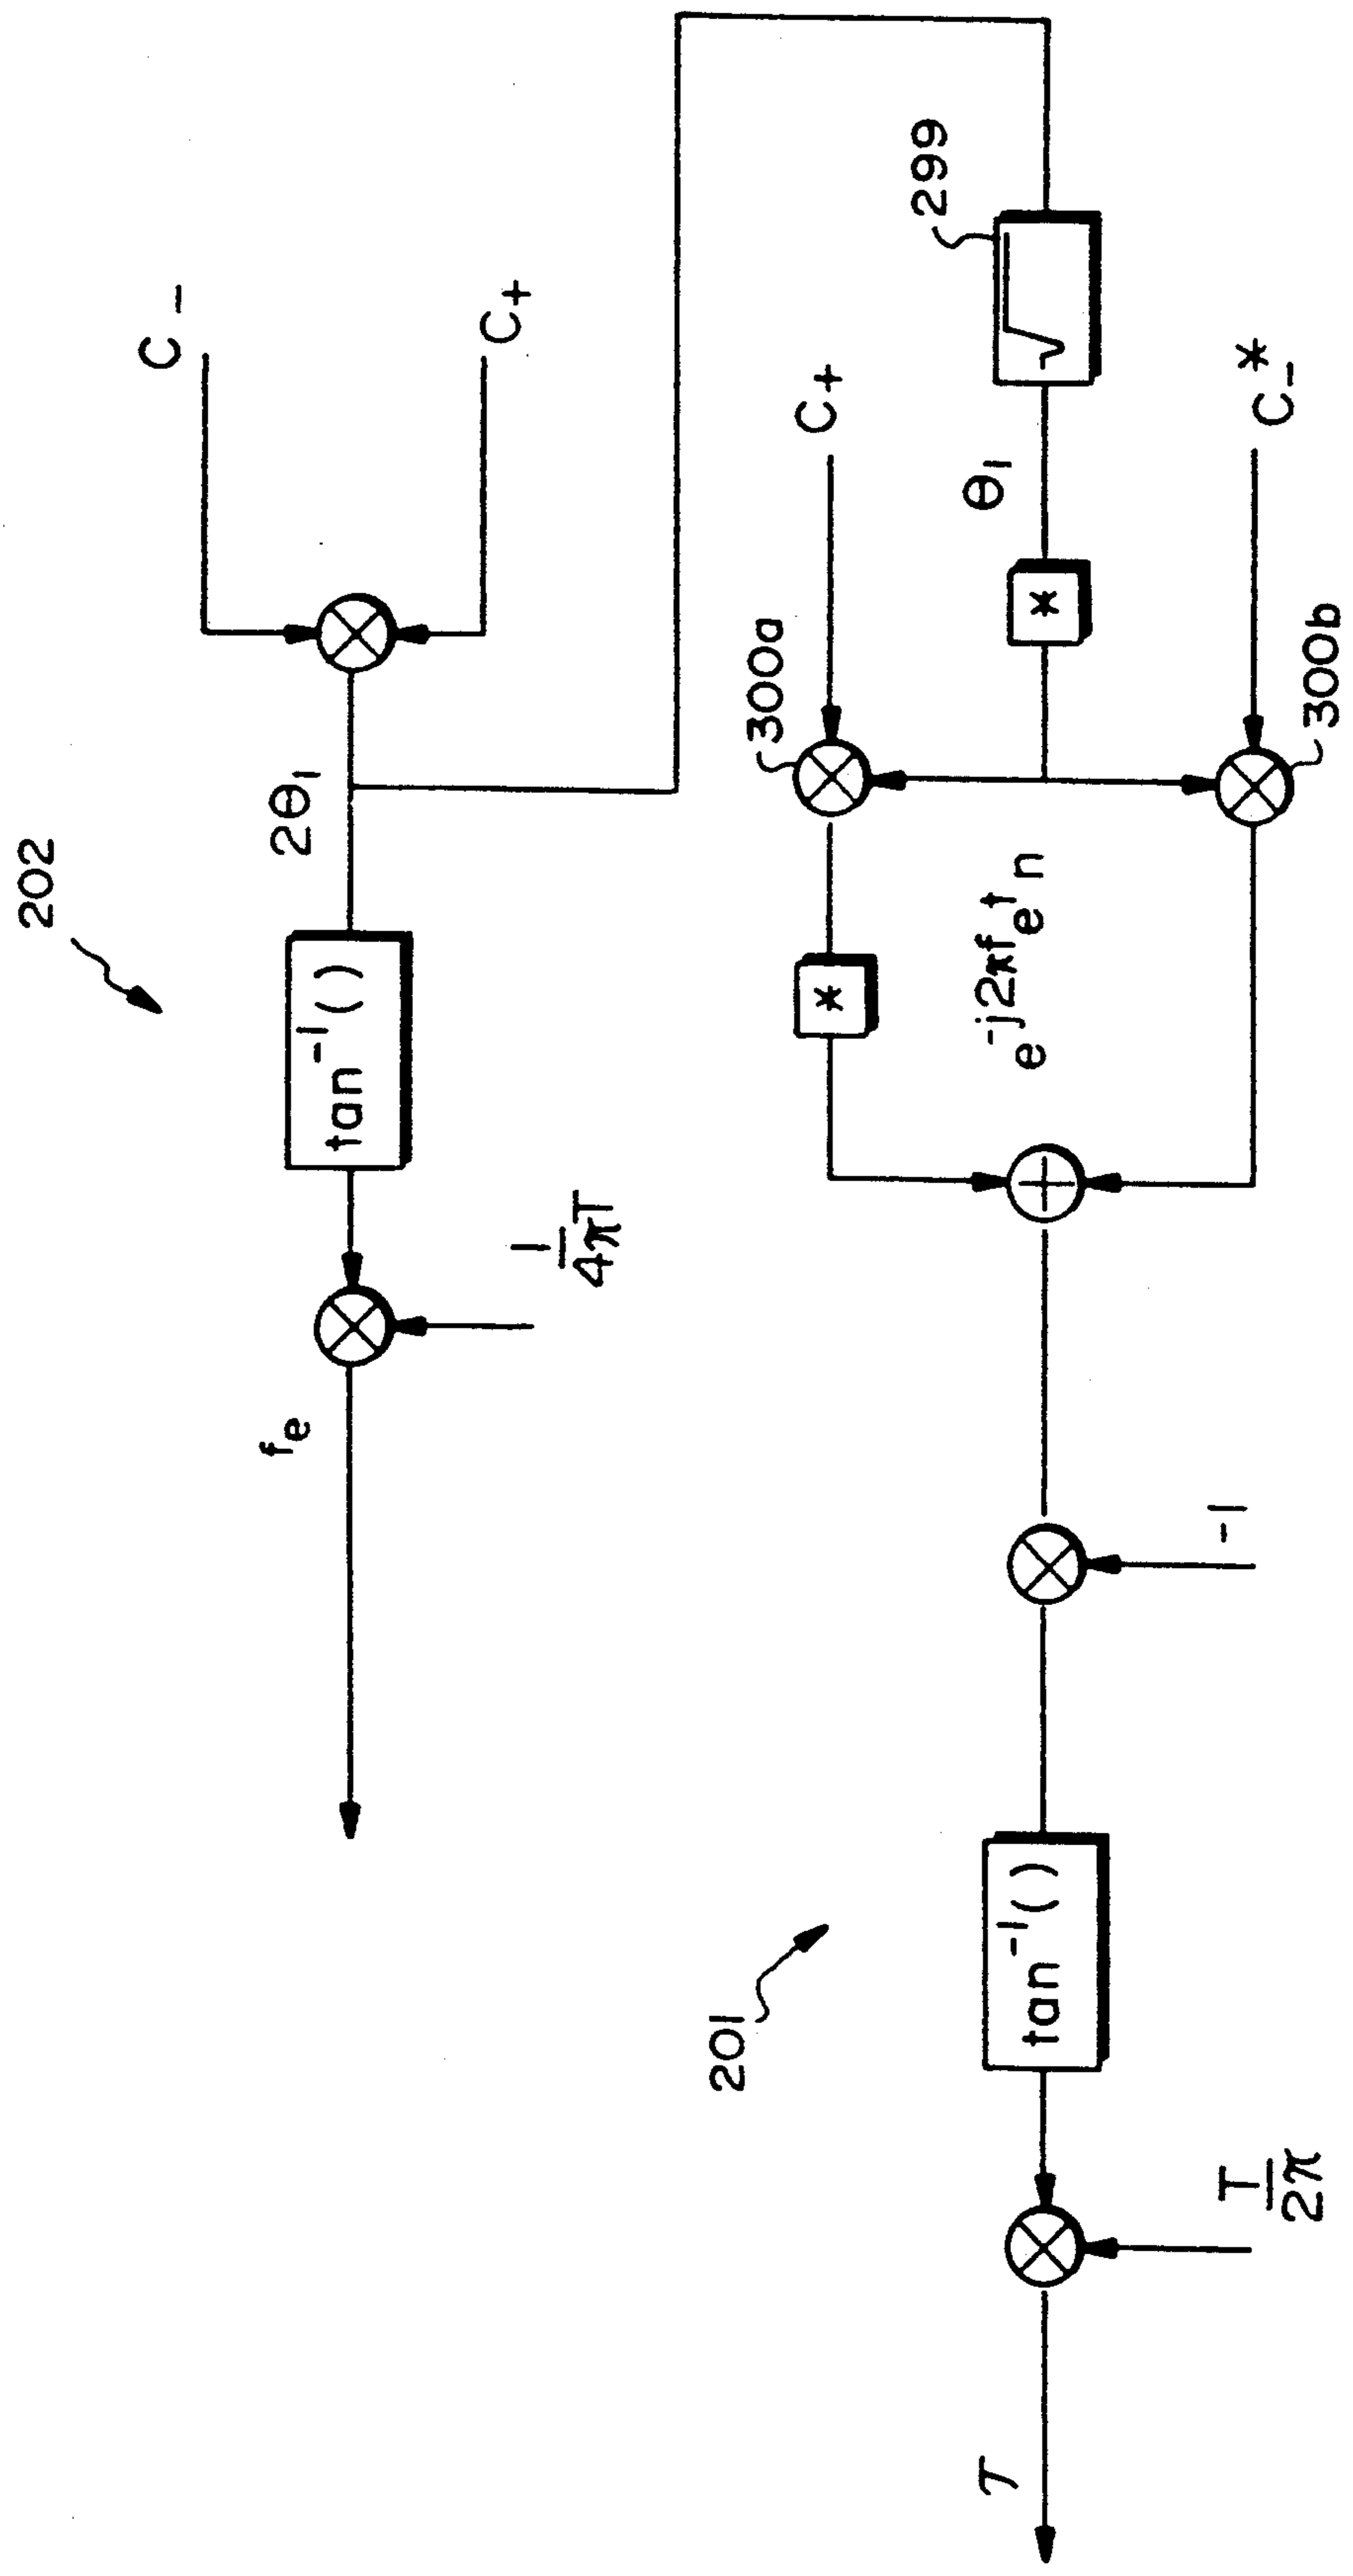 202
C-
C+
2θ1
tan⁻¹( )
1/4πT
fe
299
C+
θ1
*
C-*
300a
300b
*
e^-j2πfetn
-1
201
tan⁻¹( )
T/2π
τ